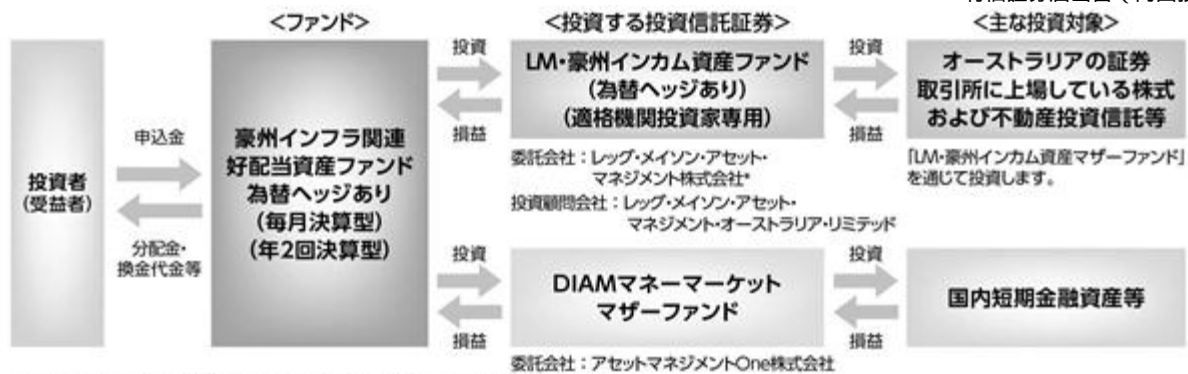 <ファンド>
<投資する投資信託証券>
<主な投資対象>
投資者
(受益者)
申込金
分配金・
換金代金等
豪州インフラ関連
好配当資産ファンド
為替ヘッジあり
(毎月決算型)
(年2回決算型)
投資
損益
LM・豪州インカム資産ファンド
(為替ヘッジあり)
(適格機関投資家専用)
委託会社:レッグ・メイソン・アセット・
マネジメント株式会社*
投資顧問会社:レッグ・メイソン・アセット・
マネジメント・オーストラリア・リミテッド
投資
損益
オーストラリアの証券
取引所に上場している株式
および不動産投資信託等
「LM・豪州インカム資産マザーファンド」
を通じて投資します。
投資
損益
DIAMマネーマーケット
マザーファンド
委託会社:アセットマネジメントOne株式会社
投資
損益
国内短期金融資産等